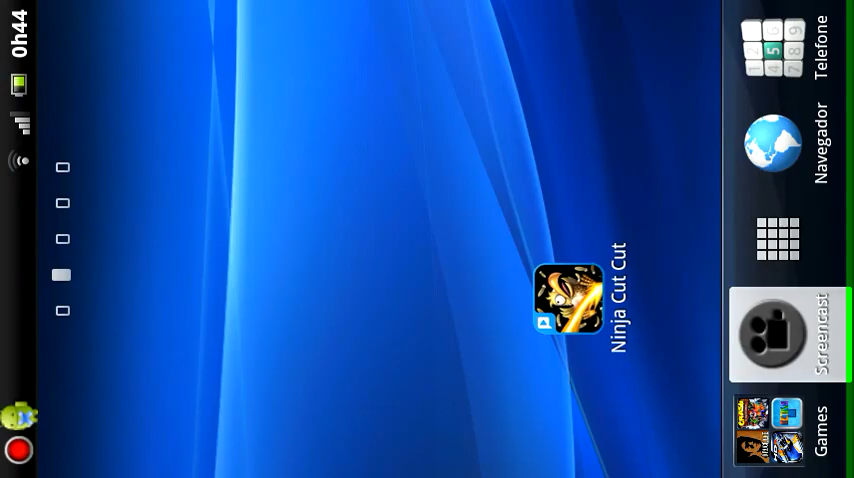 0h44
Ninja Cut Cut
Games
Screencast
Navegador
Telefone